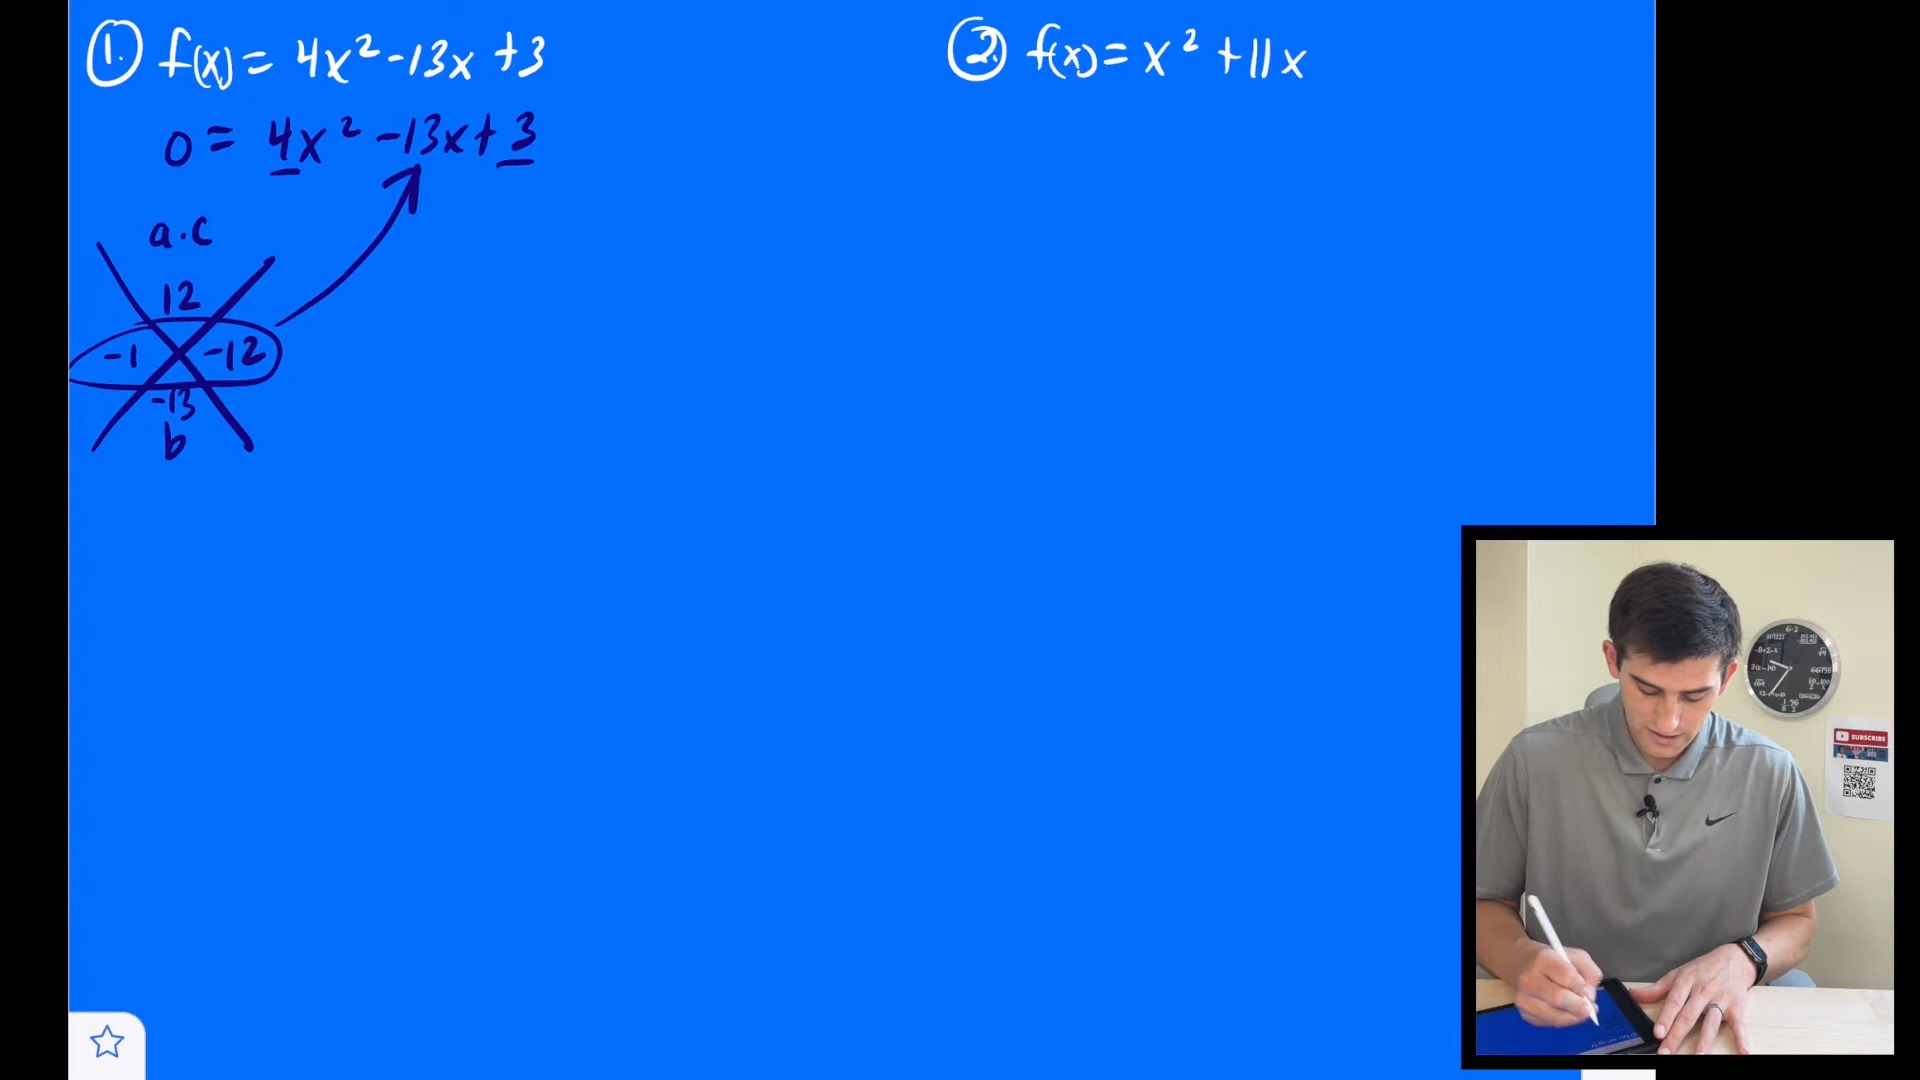 1. f(x) = 4x² -13x +3
0 = 4x² -13x + 3
a·c
12
-1 -12
-13
b
2. f(x) = x² + 11x
SUBSCRIBE